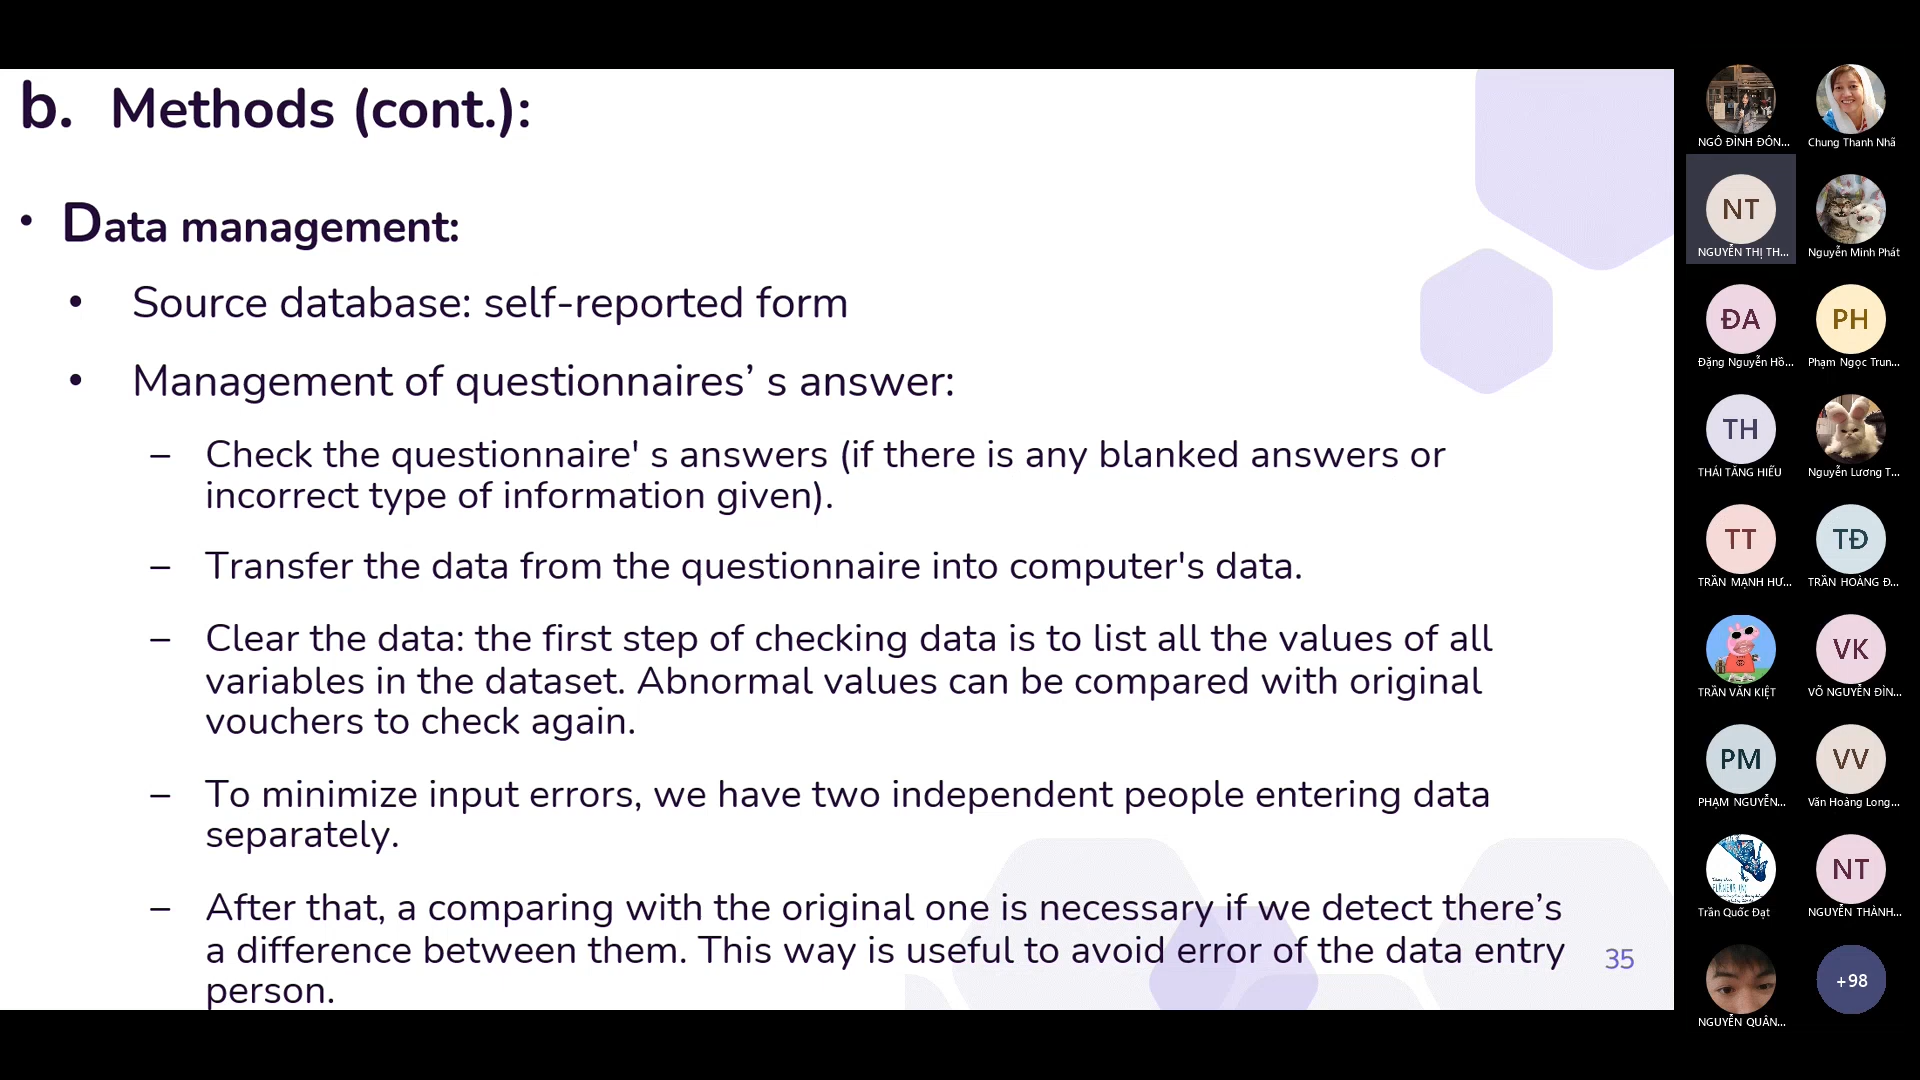 b. Methods (cont.):
• Data management:
• Source database: self-reported form
• Management of questionnaires’ s answer:
– Check the questionnaire' s answers (if there is any blanked answers or
incorrect type of information given).
– Transfer the data from the questionnaire into computer's data.
– Clear the data: the first step of checking data is to list all the values of all
variables in the dataset. Abnormal values can be compared with original
vouchers to check again.
– To minimize input errors, we have two independent people entering data
separately.
– After that, a comparing with the original one is necessary if we detect there’s
a difference between them. This way is useful to avoid error of the data entry
person.
35
NGÔ ĐÌNH ĐÔN...
Chung Thanh Nhã
NT
NGUYỄN THỊ TH...
Nguyễn Minh Phát
ĐA
Đặng Nguyễn Hồ...
PH
Phạm Ngọc Trun...
TH
THÁI TĂNG HIẾU
Nguyễn Lương T...
TT
TRẦN MẠNH HƯ...
TĐ
TRẦN HOÀNG Đ...
TRẦN VĂN KIỆT
VK
VÕ NGUYỄN ĐÌN...
PM
PHẠM NGUYỄN...
VV
Văn Hoàng Long...
Trần Quốc Đạt
NT
NGUYỄN THÀNH...
NGUYỄN QUÂN...
+98